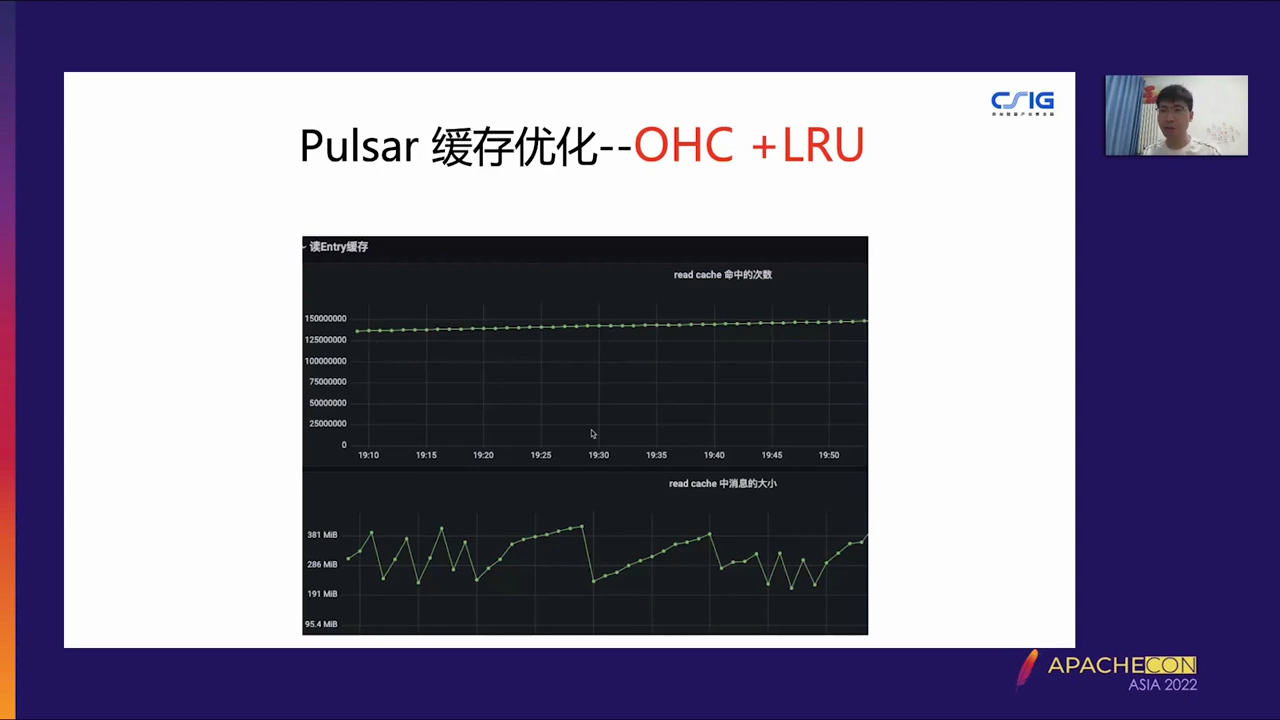 CSIG
Pulsar 缓存优化--OHC +LRU
读Entry缓存
read cache 命中的次数
150000000
125000000
100000000
75000000
50000000
25000000
0
19:10 19:15 19:20 19:25 19:30 19:35 19:40 19:45 19:50
read cache 中消息的大小
381 MiB
286 MiB
191 MiB
95.4 MiB
APACHECON
ASIA 2022